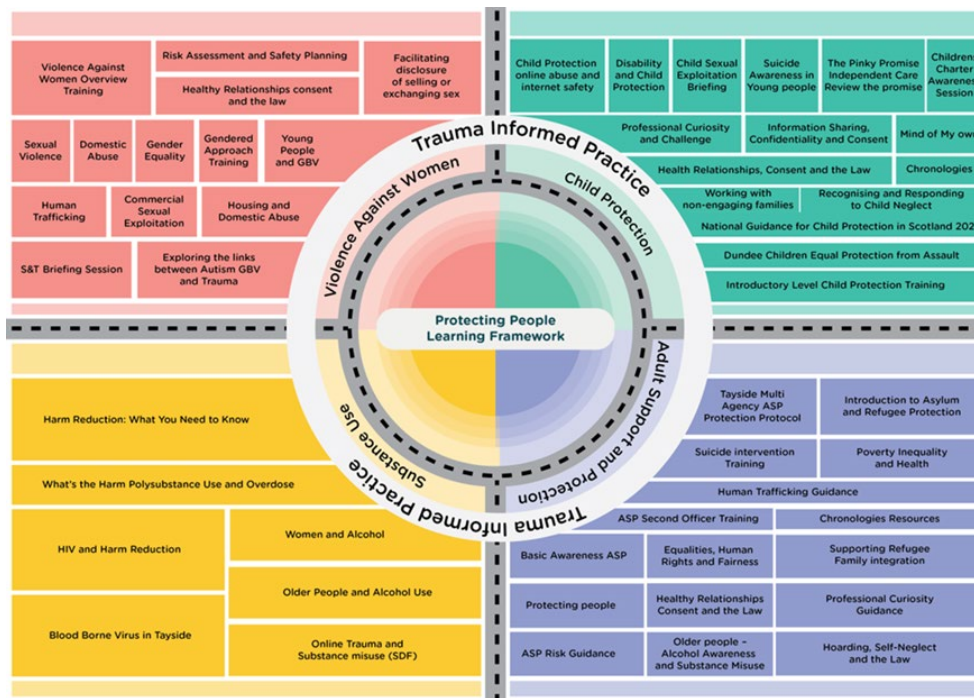 Violence Against
Women Overview
Training
Risk Assessment and Safety Planning
Healthy Relationships consent
and the law
Facilitating
disclosure
of selling or
exchanging sex
Sexual
Violence
Domestic
Abuse
Gender
Equality
Gendered
Approach
Training
Young
People
and GBV
Human
Trafficking
Commercial
Sexual
Exploitation
Housing and
Domestic Abuse
S&T Briefing Session
Exploring the links
between Autism GBV
and Trauma
Child Protection
online abuse and
internet safety
Disability
and Child
Protection
Child Sexual
Exploitation
Briefing
Suicide
Awareness in
Young people
The Pinky Promise
Independent Care
Review the promise
Children
Charter
Awareness
Session
Professional Curiosity
and Challenge
Information Sharing,
Confidentiality and Consent
Mind of My own
Health Relationships, Consent and the Law
Chronologies
Working with
non-engaging families
Recognising and Responding
to Child Neglect
National Guidance for Child Protection in Scotland 202
Dundee Children Equal Protection from Assault
Introductory Level Child Protection Training
Trauma Informed Practice
Violence Against Women
Child Protection
Protecting People
Learning Framework
Substance Use
Adult Support and Protection
Trauma Informed Practice
Harm Reduction: What You Need to Know
What's the Harm Polysubstance Use and Overdose
HIV and Harm Reduction
Women and Alcohol
Older People and Alcohol Use
Blood Borne Virus in Tayside
Online Trauma and
Substance misuse (SDF)
Tayside Multi
Agency ASP
Protection Protocol
Introduction to Asylum
and Refugee Protection
Suicide intervention
Training
Poverty Inequality
and Health
Human Trafficking Guidance
ASP Second Officer Training
Chronologies Resources
Basic Awareness ASP
Equalities, Human
Rights and Fairness
Supporting Refugee
Family integration
Protecting people
Healthy Relationships
Consent and the Law
Professional Curiosity
Guidance
ASP Risk Guidance
Older people –
Alcohol Awareness
and Substance Misuse
Hoarding, Self-Neglect
and the Law